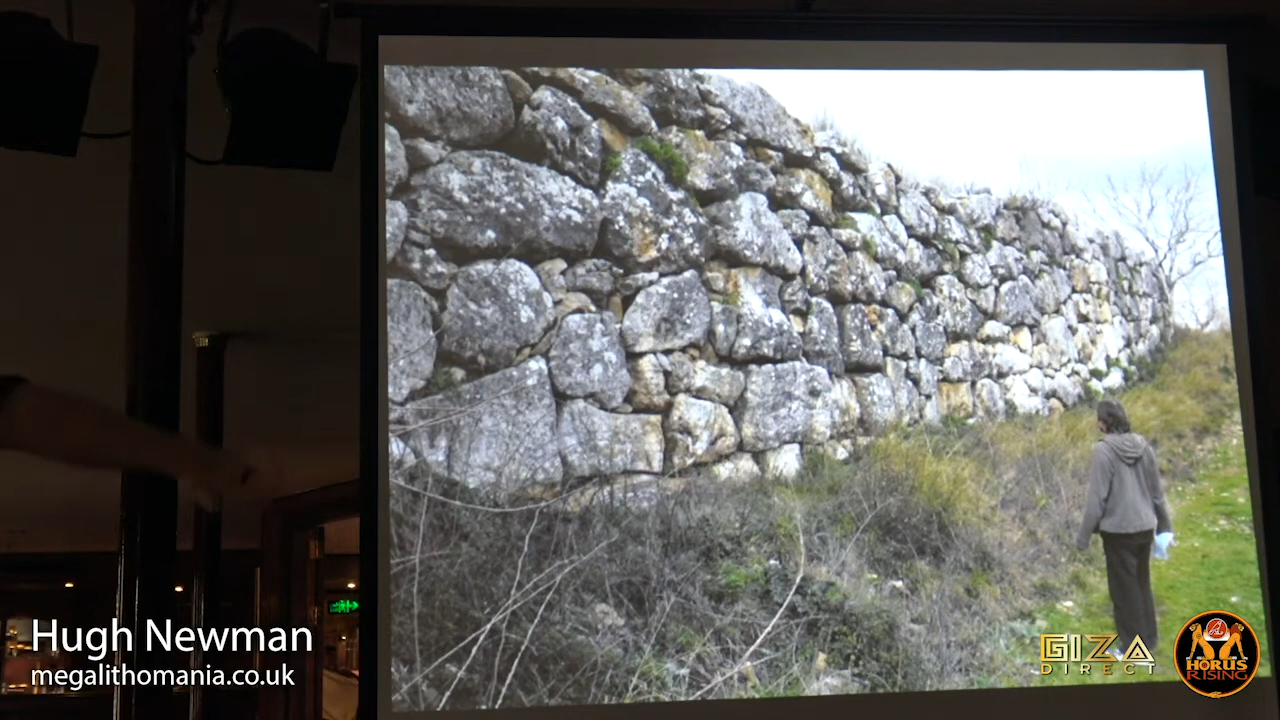 Hugh Newman
megalithomania.co.uk
GIZA
DIRECT
HORUS
RISING